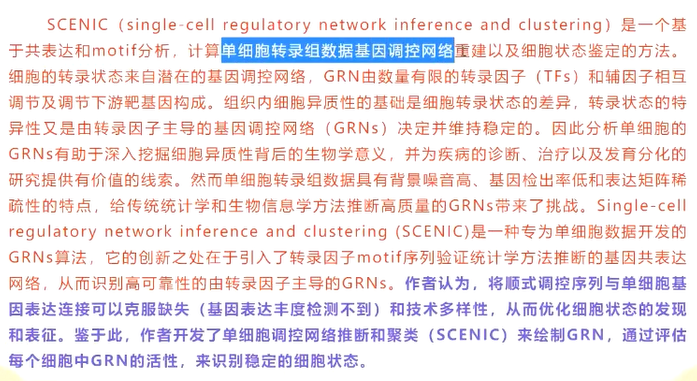 SCENIC（single-cell regulatory network inference and clustering）是一个基
于共表达和motif分析，计算单细胞转录组数据基因调控网络重建以及细胞状态鉴定的方法。
细胞的转录状态来自潜在的基因调控网络，GRN由数量有限的转录因子（TFs）和辅因子相互
调节及调节下游靶基因构成。组织内细胞异质性的基础是细胞转录状态的差异，转录状态的特
异性又是由转录因子主导的基因调控网络（GRNs）决定并维持稳定的。因此分析单细胞的
GRNs有助于深入挖掘细胞异质性背后的生物学意义，并为疾病的诊断、治疗以及发育分化的
研究提供有价值的线索。然而单细胞转录组数据具有背景噪音高、基因检出率低和表达矩阵稀
疏性的特点，给传统统计学和生物信息学方法推断高质量的GRNs带来了挑战。Single-cell
regulatory network inference and clustering (SCENIC)是一种专为单细胞数据开发的
GRNs算法，它的创新之处在于引入了转录因子motif序列验证统计学方法推断的基因共表达
网络，从而识别高可靠性的由转录因子主导的GRNs。作者认为，将顺式调控序列与单细胞基
因表达连接可以克服缺失（基因表达丰度检测不到）和技术多样性，从而优化细胞状态的发现
和表征。鉴于此，作者开发了单细胞调控网络推断和聚类（SCENIC）来绘制GRN，通过评估
每个细胞中GRN的活性，来识别稳定的细胞状态。